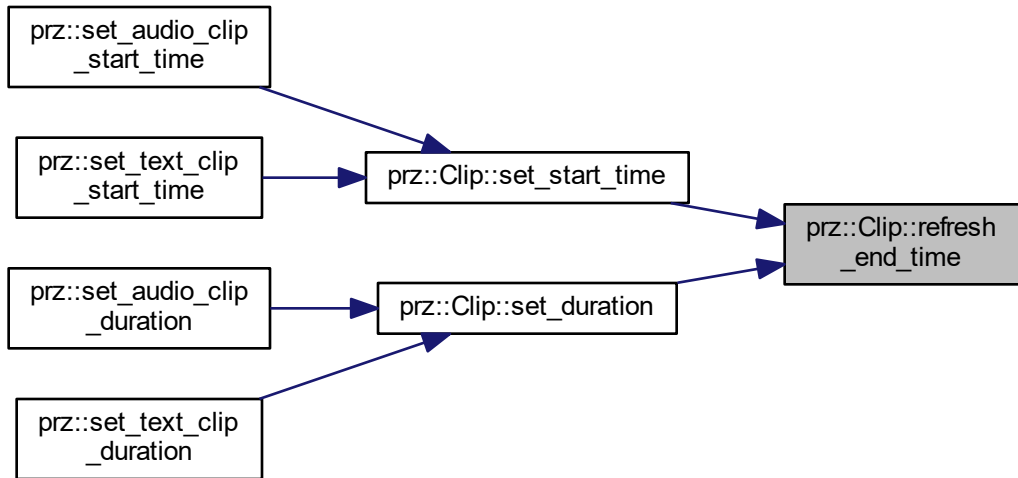 prz::set_audio_clip
_start_time
prz::set_text_clip
_start_time
prz::Clip::set_start_time
prz::Clip::refresh
_end_time
prz::set_audio_clip
_duration
prz::Clip::set_duration
prz::set_text_clip
_duration